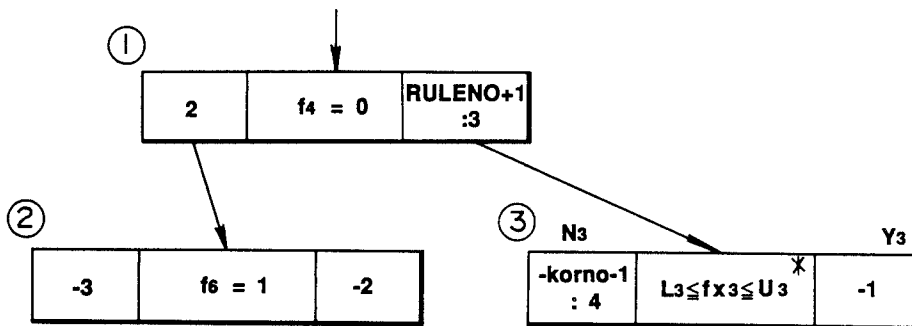 ①
2
f4 = 0
RULENO+1
:3
②
-3
f6 = 1
-2
③
N3
Y3
-korno-1
: 4
L3≦fx3≦U3
*
-1